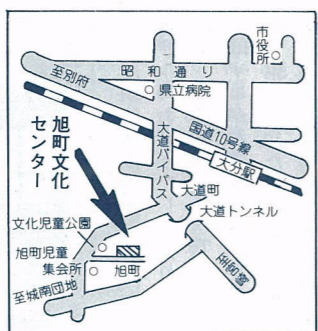 市役所
至別府
昭和通り
県立病院
国道10号線
大分駅
大道バイパス
旭町文化
センター
大道町
大道トンネル
文化児童公園
旭町児童
集会所
旭町
至城南団地